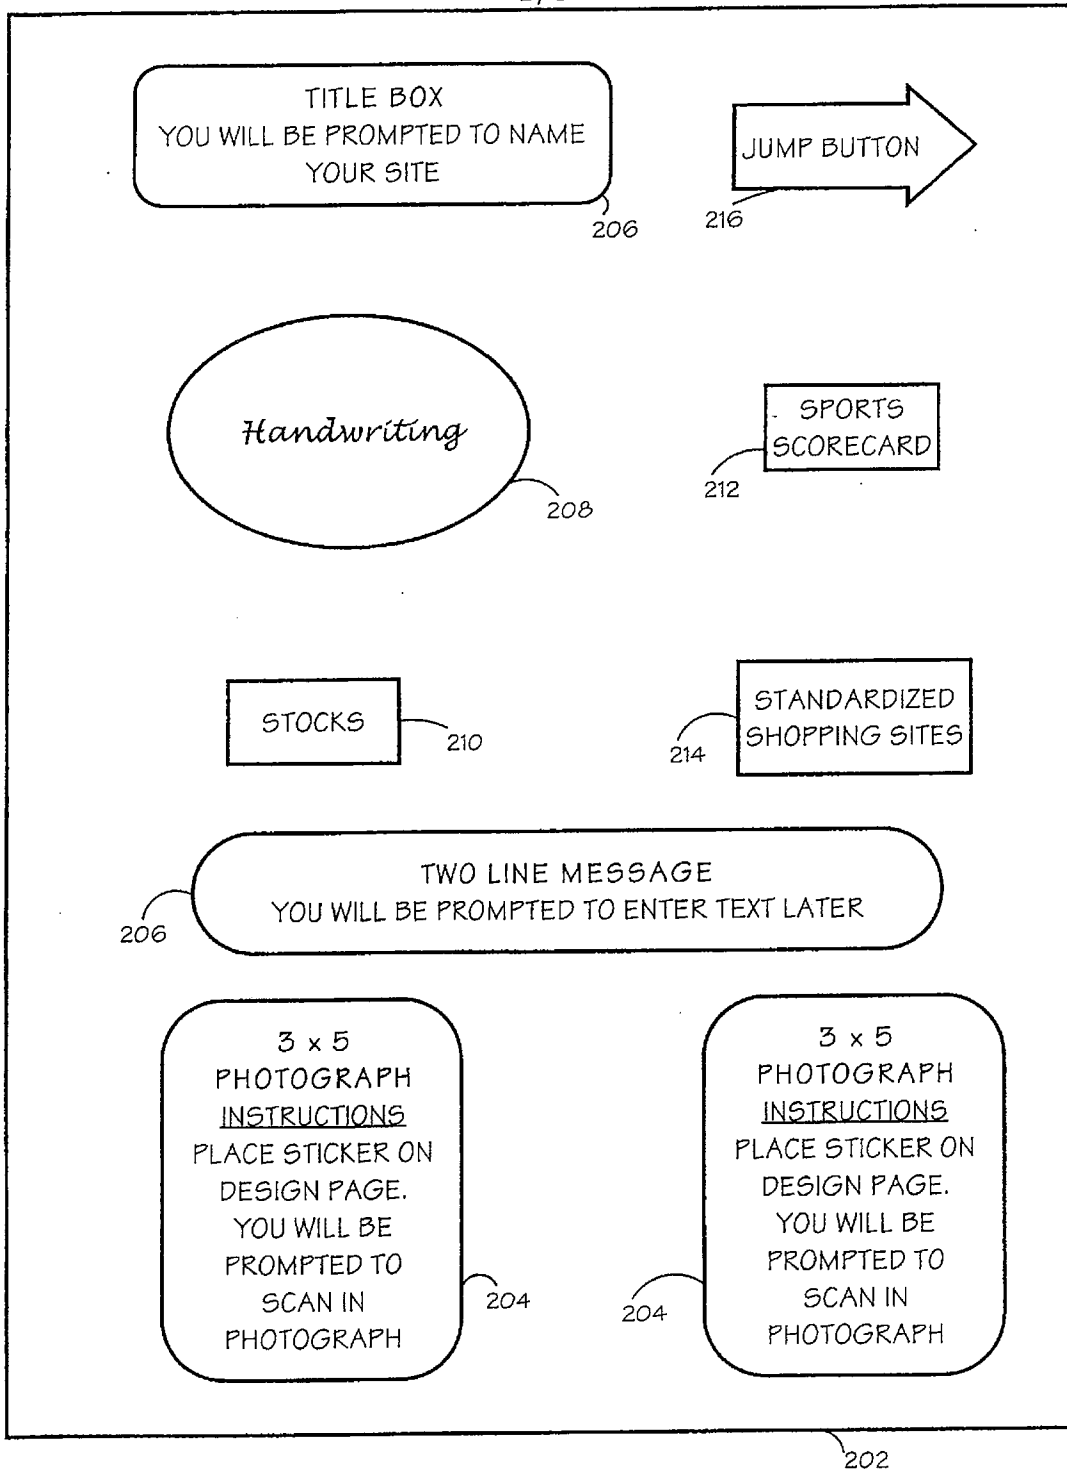 TITLE BOX
YOU WILL BE PROMPTED TO NAME
YOUR SITE
206
JUMP BUTTON
216
Handwriting
208
SPORTS
SCORECARD
212
STOCKS
210
STANDARDIZED
SHOPPING SITES
214
TWO LINE MESSAGE
YOU WILL BE PROMPTED TO ENTER TEXT LATER
206
3 x 5
PHOTOGRAPH
INSTRUCTIONS
PLACE STICKER ON
DESIGN PAGE.
YOU WILL BE
PROMPTED TO
SCAN IN
PHOTOGRAPH
204
3 x 5
PHOTOGRAPH
INSTRUCTIONS
PLACE STICKER ON
DESIGN PAGE.
YOU WILL BE
PROMPTED TO
SCAN IN
PHOTOGRAPH
204
202